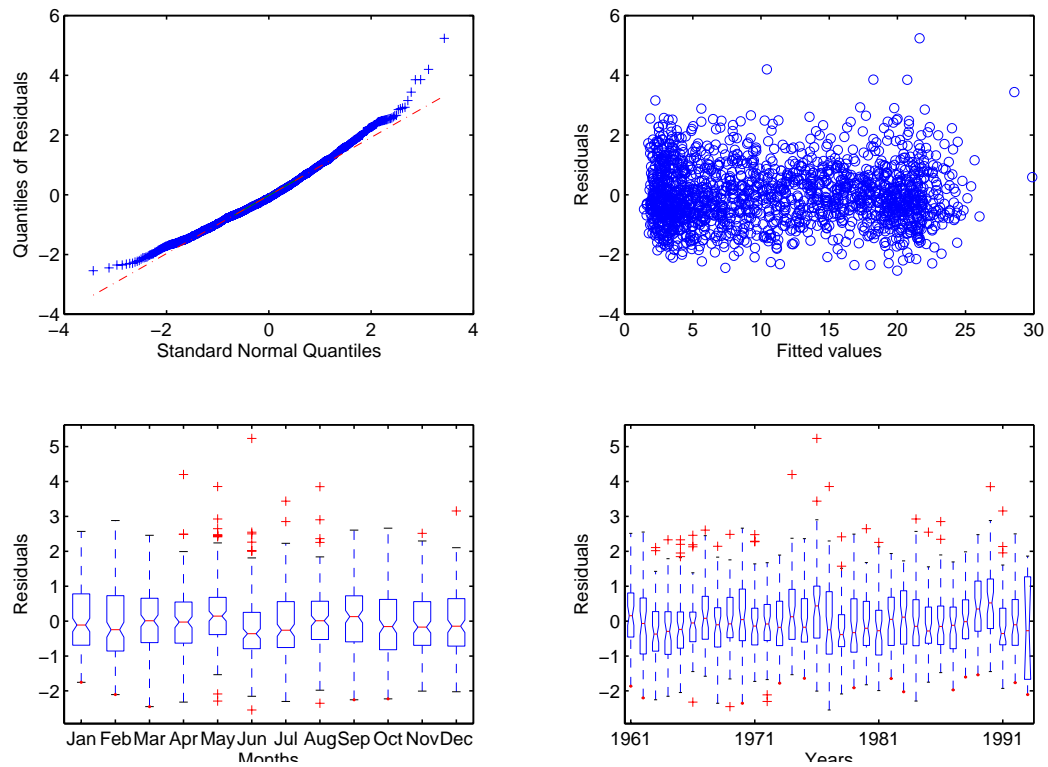 6
4
2
0
−2
−4
Quantiles of Residuals
−4 −2 0 2 4
Standard Normal Quantiles
6
4
2
0
−2
−4
Residuals
0 5 10 15 20 25 30
Fitted values
5
4
3
2
1
0
−1
−2
Residuals
Jan Feb Mar Apr May Jun Jul Aug Sep Oct Nov Dec
Months
5
4
3
2
1
0
−1
−2
Residuals
1961 1971 1981 1991
Years